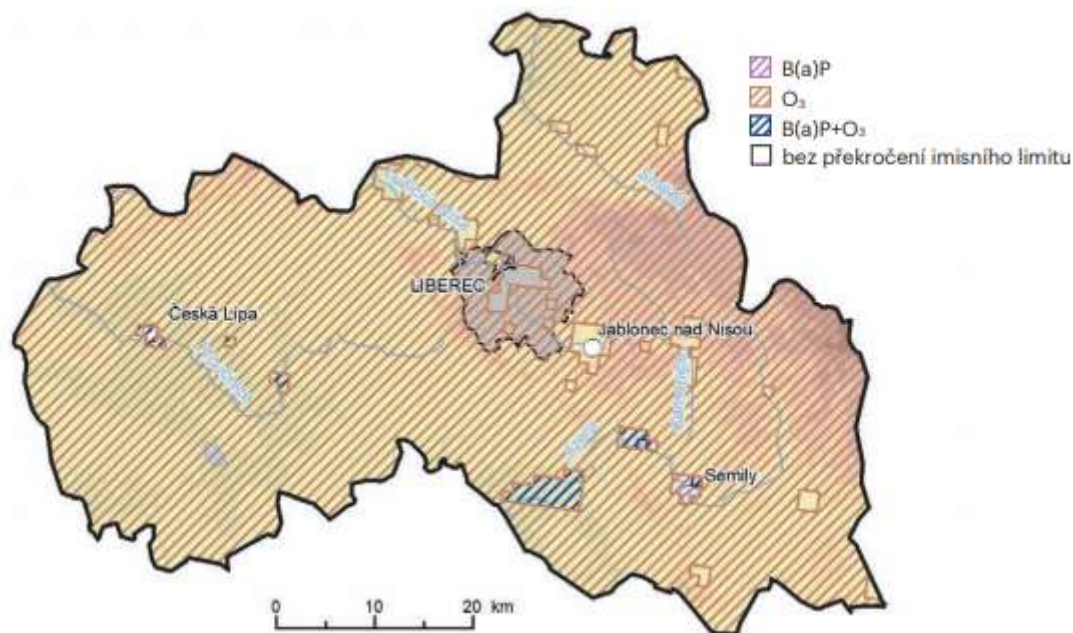 B(a)P
O₃
B(a)P+O₃
bez překročení imisního limitu
LIBEREC
Česká Lípa
Jablonec nad Nisou
Semily
0 10 20 km